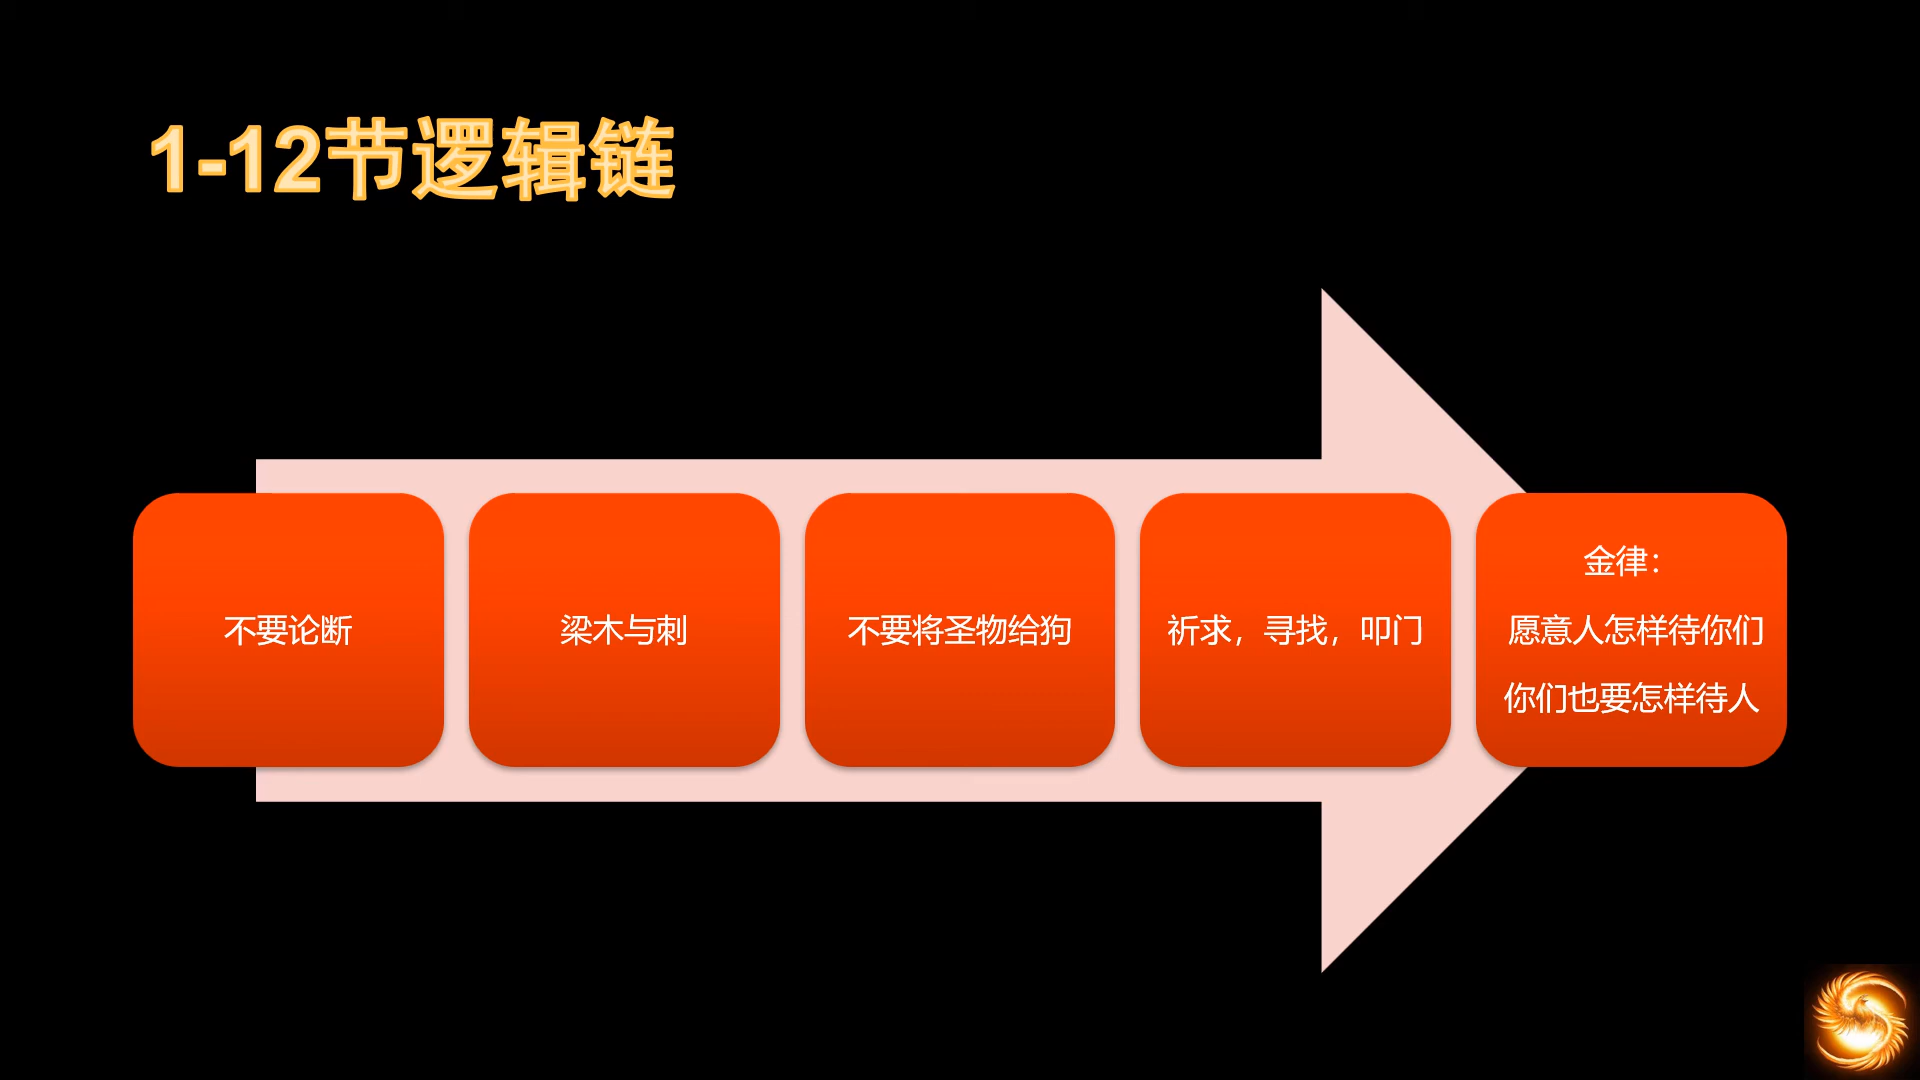 1-12节逻辑链
不要论断
梁木与刺
不要将圣物给狗
祈求，寻找，叩门
金律：
愿意人怎样待你们
你们也要怎样待人